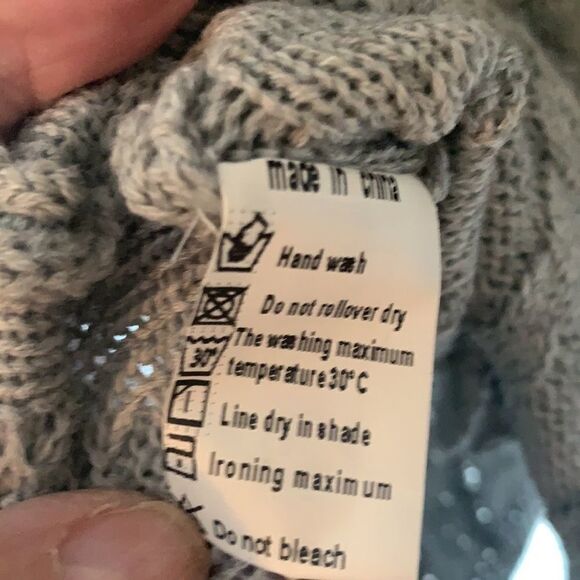 made in china
Hand wash
Do not rollover dry
30° The washing maximum
temperature 30°C
Line dry in shade
Ironing maximum
Do not bleach